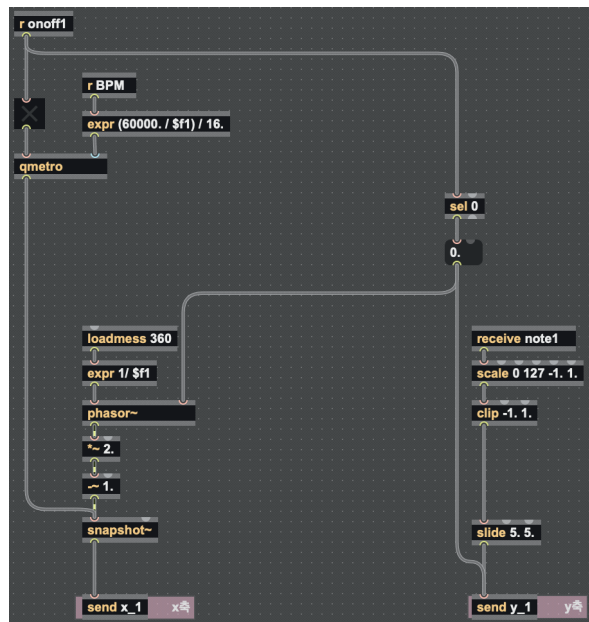 r onoff1
r BPM
expr (60000. / $f1) / 16.
qmetro
sel 0
0.
loadmess 360
receive note1
expr 1/ $f1
scale 0 127 -1. 1.
phasor~
clip -1. 1.
*~ 2.
-~ 1.
snapshot~
slide 5. 5.
send x_1
x축
send y_1
y축